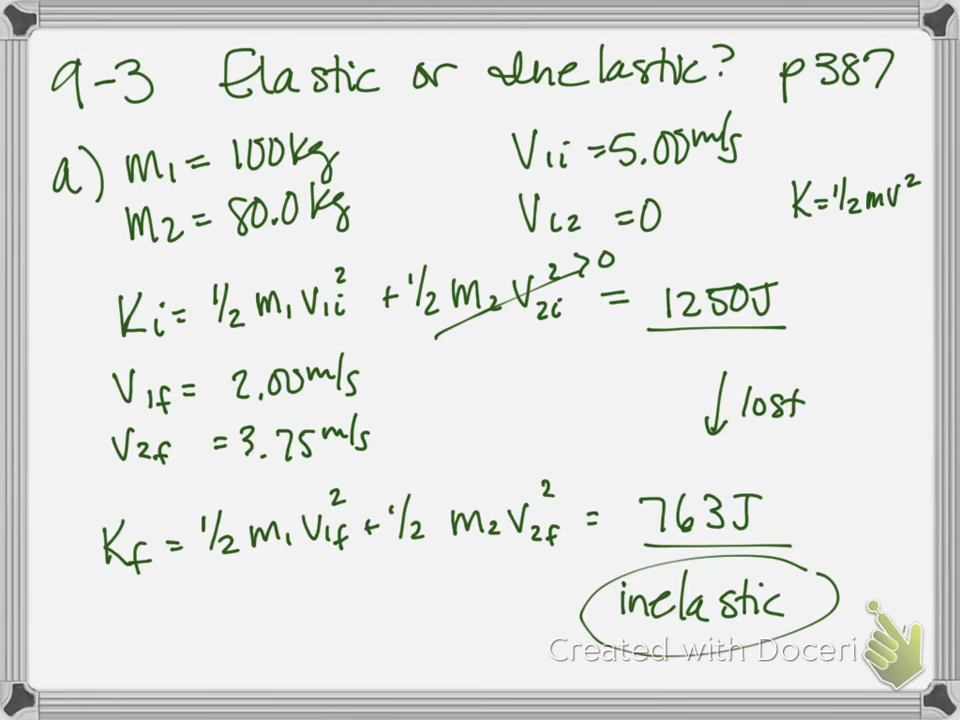 9-3 Elastic or Inelastic? p387
a) m1 = 100kg V1i = 5.00m/s
m2 = 80.0kg Vi2 = 0 K=1/2mv²
Ki = 1/2 m1 V1i² + 1/2 m2 V2i² → 0 = 1250J
V1f = 2.00m/s
↓ lost
V2f = 3.75m/s
Kf = 1/2 m1 V1f² + 1/2 m2 V2f² = 763J
inelastic
Created with Doceri